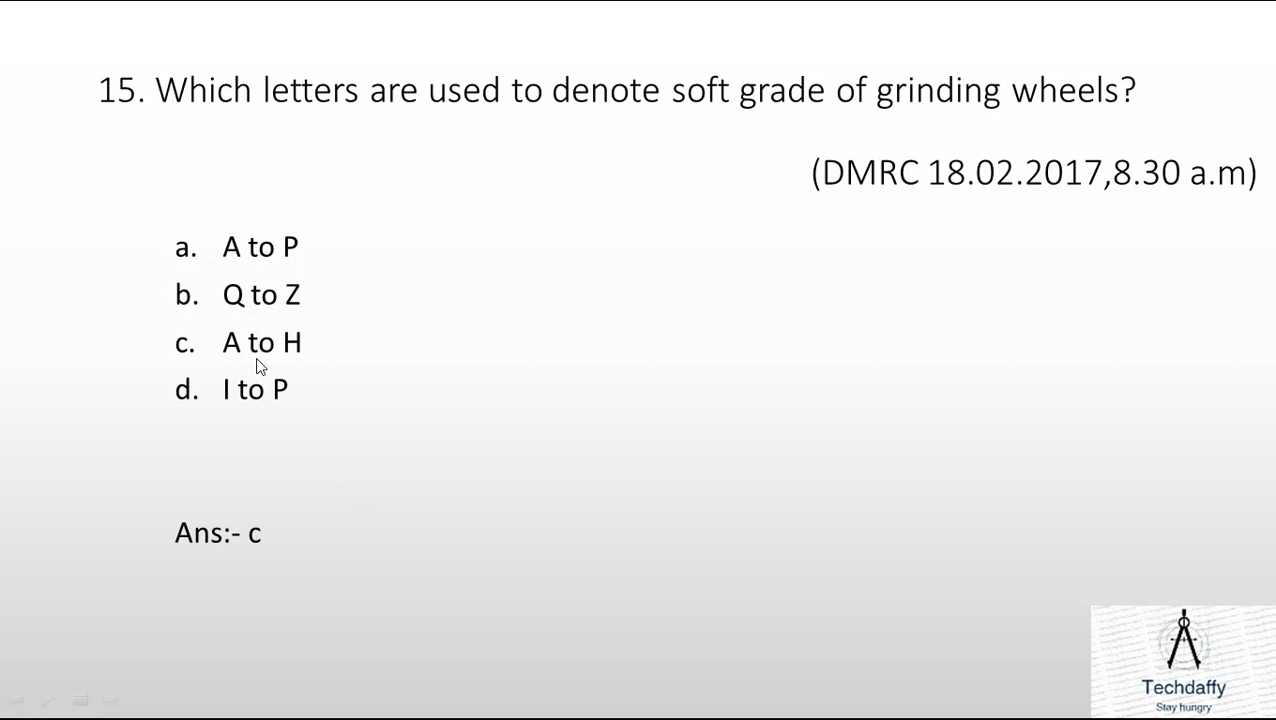 15. Which letters are used to denote soft grade of grinding wheels?
(DMRC 18.02.2017,8.30 a.m)
a. A to P
b. Q to Z
c. A to H
d. I to P
Ans:- c
Techdaffy
Stay hungry